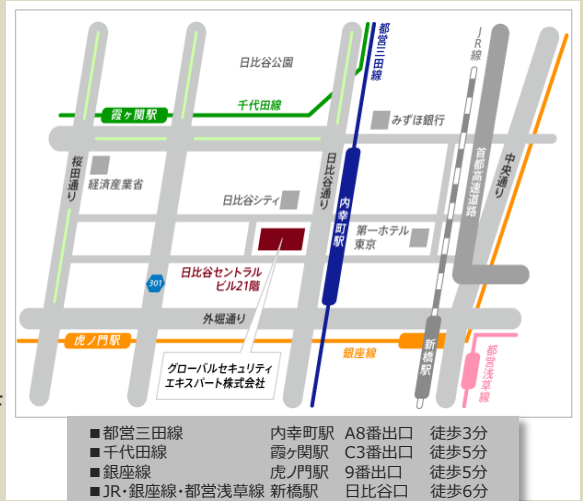 都営三田線
JR線
日比谷公園
千代田線
霞ヶ関駅
みずほ銀行
桜田通り
経済産業省
日比谷通り
首都高速道路
中央通り
日比谷シティ
内幸町駅
第一ホテル
東京
日比谷セントラル
ビル21階
301
外堀通り
虎ノ門駅
銀座線
新橋駅
都営浅草線
グローバルセキュリティ
エキスパート株式会社
■都営三田線 内幸町駅 A8番出口 徒歩3分
■千代田線 霞ヶ関駅 C3番出口 徒歩5分
■銀座線 虎ノ門駅 9番出口 徒歩5分
■JR・銀座線・都営浅草線 新橋駅 日比谷口 徒歩6分